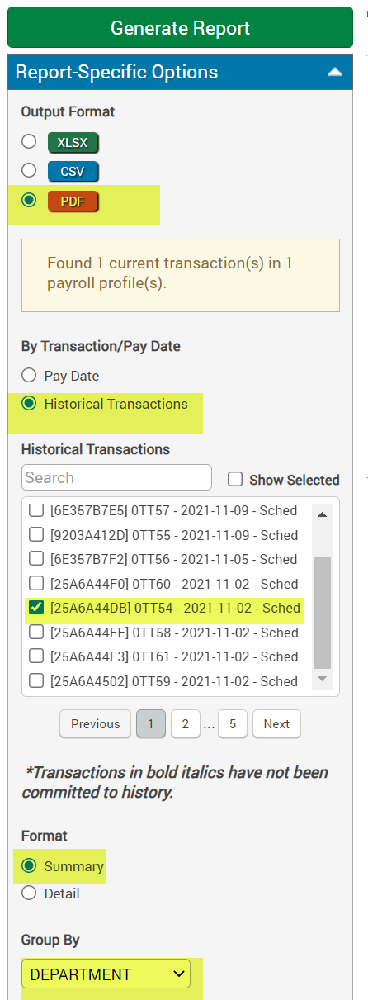 Generate Report
Report-Specific Options
Output Format
XLSX
CSV
PDF
Found 1 current transaction(s) in 1
payroll profile(s).
By Transaction/Pay Date
Pay Date
Historical Transactions
Historical Transactions
Search
Show Selected
[6E357B7E5] 0TT57 - 2021-11-09 - Sched
[9203A412D] 0TT55 - 2021-11-09 - Sched
[6E357B7F2] 0TT56 - 2021-11-05 - Sched
[25A6A44F0] 0TT60 - 2021-11-02 - Sched
[25A6A44DB] 0TT54 - 2021-11-02 - Sched
[25A6A44FE] 0TT58 - 2021-11-02 - Sched
[25A6A44F3] 0TT61 - 2021-11-02 - Sched
[25A6A4502] 0TT59 - 2021-11-02 - Sched
Previous 1 2 ... 5 Next
*Transactions in bold italics have not been
committed to history.
Format
Summary
Detail
Group By
DEPARTMENT